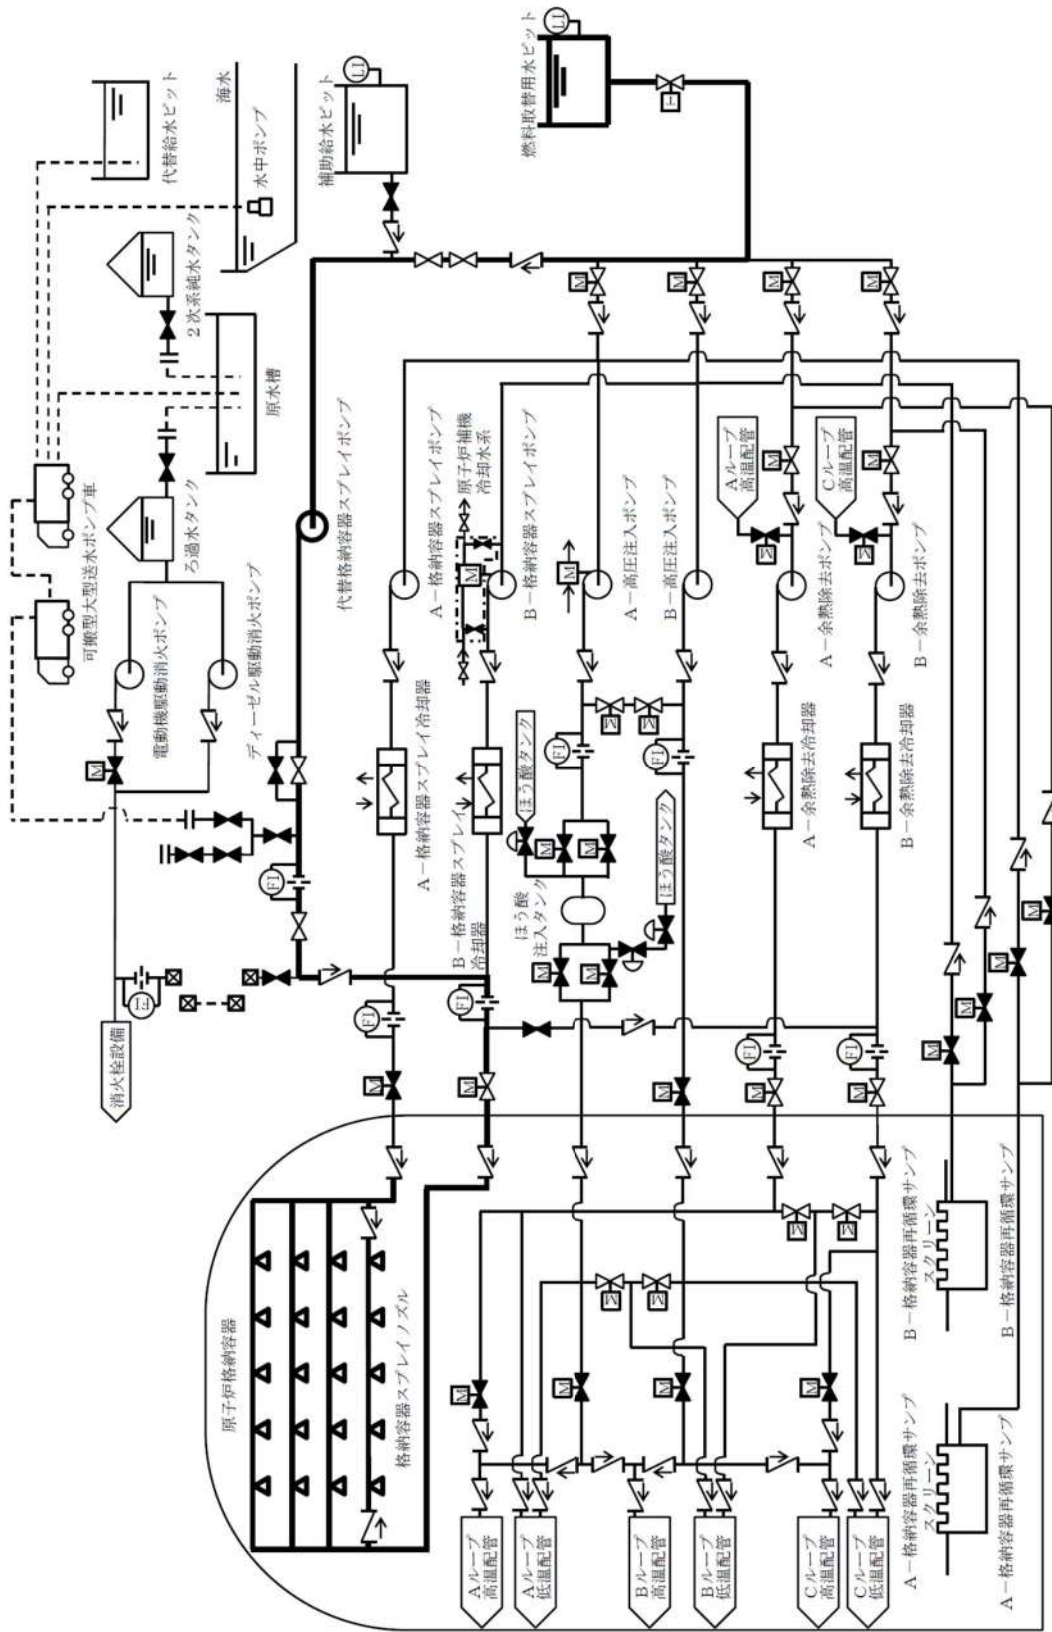 代替給水ピット
海水
水中ポンプ
2次系純水タンク
原水槽
可搬型大型送水ポンプ車
ろ過水タンク
電動機駆動消火ポンプ
ディーゼル駆動消火ポンプ
M
消火栓設備
FI
補助給水ピット
LI
燃料取替用水ピット
LI
代替格納容器スプレイポンプ
FI
A-格納容器スプレイポンプ
原子炉補機
冷却水系
M
B-格納容器スプレイポンプ
M
A-高圧注入ポンプ
B-高圧注入ポンプ
M
M
M
M
Aループ
高温配管
M
M
Cループ
高温配管
M
M
A-余熱除去ポンプ
B-余熱除去ポンプ
A-格納容器スプレイ冷却器
B-格納容器スプレイ
冷却器
ほう酸タンク
FI
M
M
M
M
FI
ほう酸
注入タンク
ほう酸タンク
M
M
A-余熱除去冷却器
B-余熱除去冷却器
FI
M
FI
M
M
FI
M
FI
M
M
M
M
M
原子炉格納容器
格納容器スプレイノズル
M
M
M
M
M
M
M
M
Aループ
高温配管
Aループ
低温配管
Bループ
高温配管
Bループ
低温配管
Cループ
高温配管
Cループ
低温配管
B-格納容器再循環サンプ
スクリーン
B-格納容器再循環サンプ
A-格納容器再循環サンプ
スクリーン
A-格納容器再循環サンプ